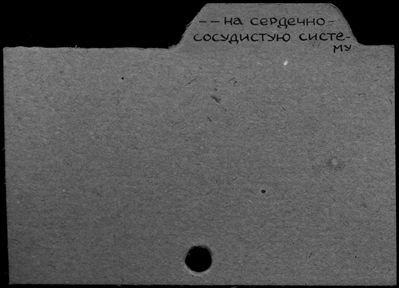 -- на сердечно-
сосудистую систе-
му